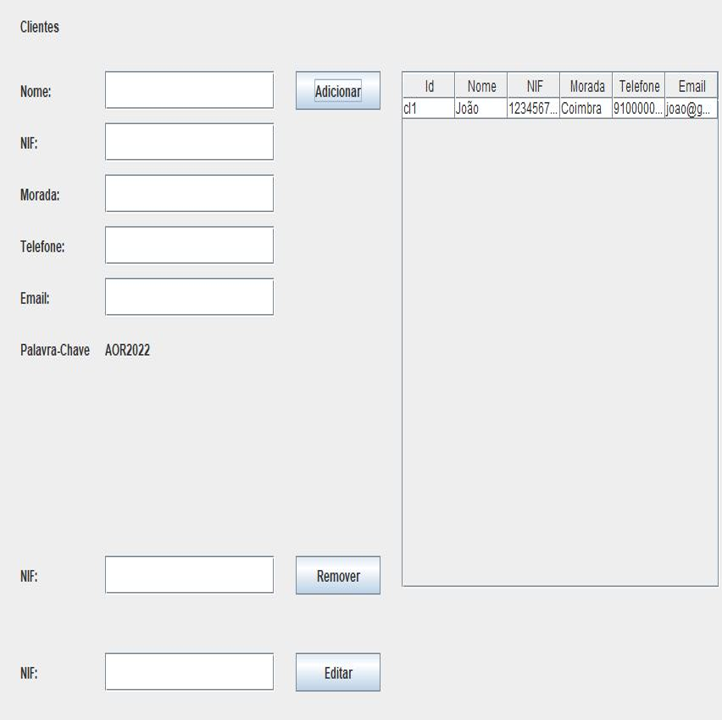 Clientes
Nome: Adicionar
NIF:
Morada:
Telefone:
Email:
Palavra-Chave AOR2022
Id Nome NIF Morada Telefone Email
cl1 João 1234567... Coimbra 9100000... joao@g...
NIF: Remover
NIF: Editar